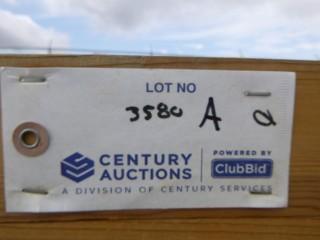 LOT NO
3580 A
CENTURY AUCTIONS
POWERED BY
ClubBid
A DIVISION OF CENTURY SERVICES